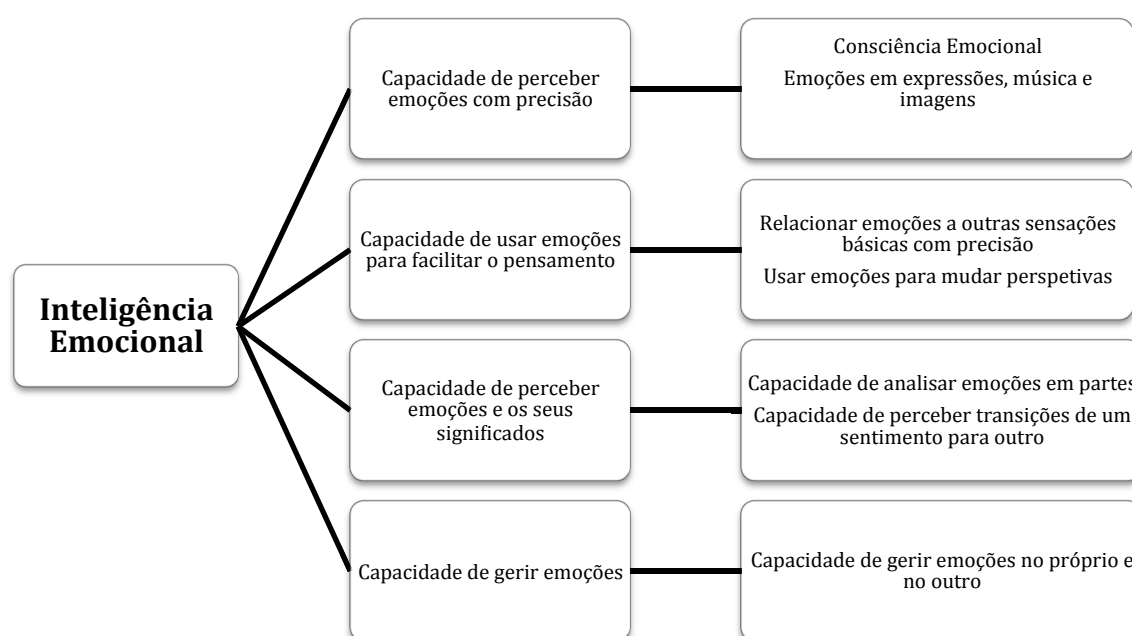 Inteligência
Emocional
Capacidade de perceber
emoções com precisão
Consciência Emocional
Emoções em expressões, música e
imagens
Capacidade de usar emoções
para facilitar o pensamento
Relacionar emoções a outras sensações
básicas com precisão
Usar emoções para mudar perspetivas
Capacidade de perceber
emoções e os seus
significados
Capacidade de analisar emoções em partes
Capacidade de perceber transições de um
sentimento para outro
Capacidade de gerir emoções
Capacidade de gerir emoções no próprio e
no outro